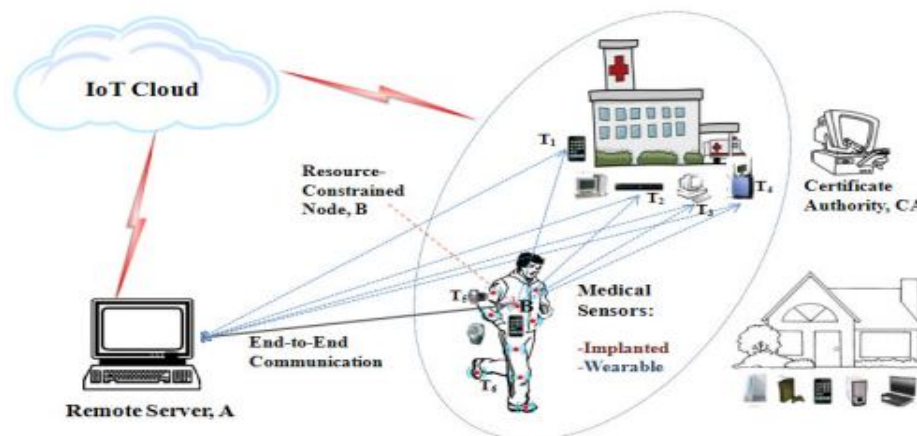 IoT Cloud
T₁
Resource-
Constrained
Node, B
T₂
T₃
T₄
Certificate
Authority, CA
T₅
B
Medical
Sensors:
-Implanted
-Wearable
End-to-End
Communication
T₆
Remote Server, A